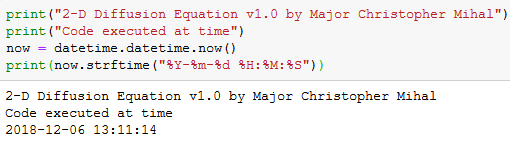 print("2-D Diffusion Equation v1.0 by Major Christopher Mihal")
print("Code executed at time")
now = datetime.datetime.now()
print(now.strftime("%Y-%m-%d %H:%M:%S"))
2-D Diffusion Equation v1.0 by Major Christopher Mihal
Code executed at time
2018-12-06 13:11:14